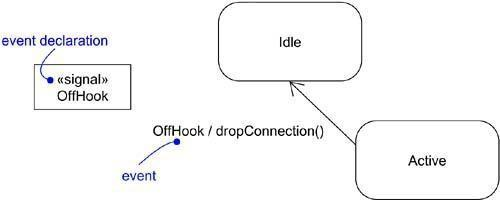 event declaration
«signal»
OffHook
Idle
OffHook / dropConnection()
event
Active